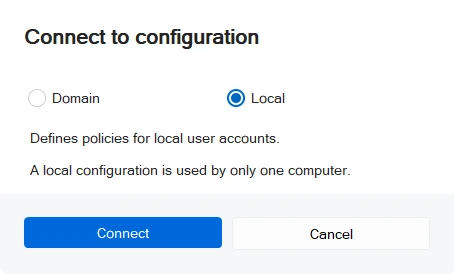 Connect to configuration
Domain Local
Defines policies for local user accounts.
A local configuration is used by only one computer.
Connect Cancel